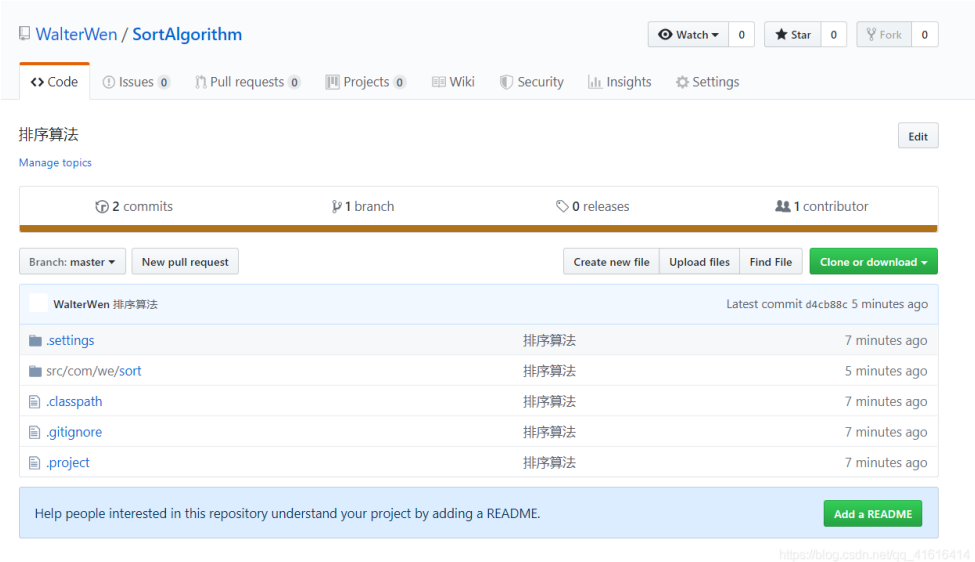 WalterWen / SortAlgorithm Watch 0 Star 0 Fork 0
Code Issues 0 Pull requests 0 Projects 0 Wiki Security Insights Settings
排序算法 Edit
Manage topics
2 commits 1 branch 0 releases 1 contributor
Branch: master New pull request Create new file Upload files Find File Clone or download
WalterWen 排序算法 Latest commit d4cb88c 5 minutes ago
.settings 排序算法 7 minutes ago
src/com/we/sort 排序算法 5 minutes ago
.classpath 排序算法 7 minutes ago
.gitignore 排序算法 7 minutes ago
.project 排序算法 7 minutes ago
Help people interested in this repository understand your project by adding a README. Add a README
https://blog.csdn.net/qq_41616414